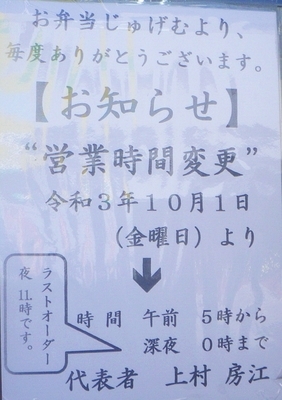 お弁当じゅげむより、
毎度ありがとうございます。
【お知らせ】
“営業時間変更”
令和3年10月1日
(金曜日)より
時間 午前 5時から
深夜 0時まで
ラストオーダー
夜11時です。
代表者 上村 房江